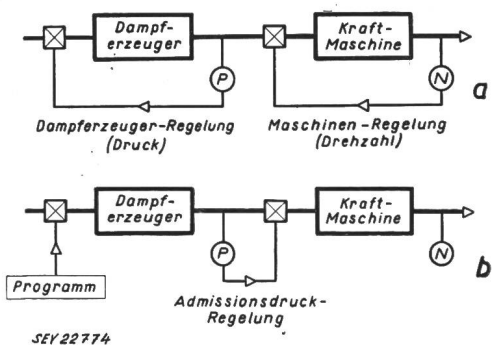 Dampf-
erzeuger
Kraft-
Maschine
P
N
a
Dampferzeuger-Regelung
(Druck)
Maschinen-Regelung
(Drehzahl)
Dampf-
erzeuger
Kraft-
Maschine
P
N
b
Programm
Admissionsdruck-
Regelung
SEV 22774